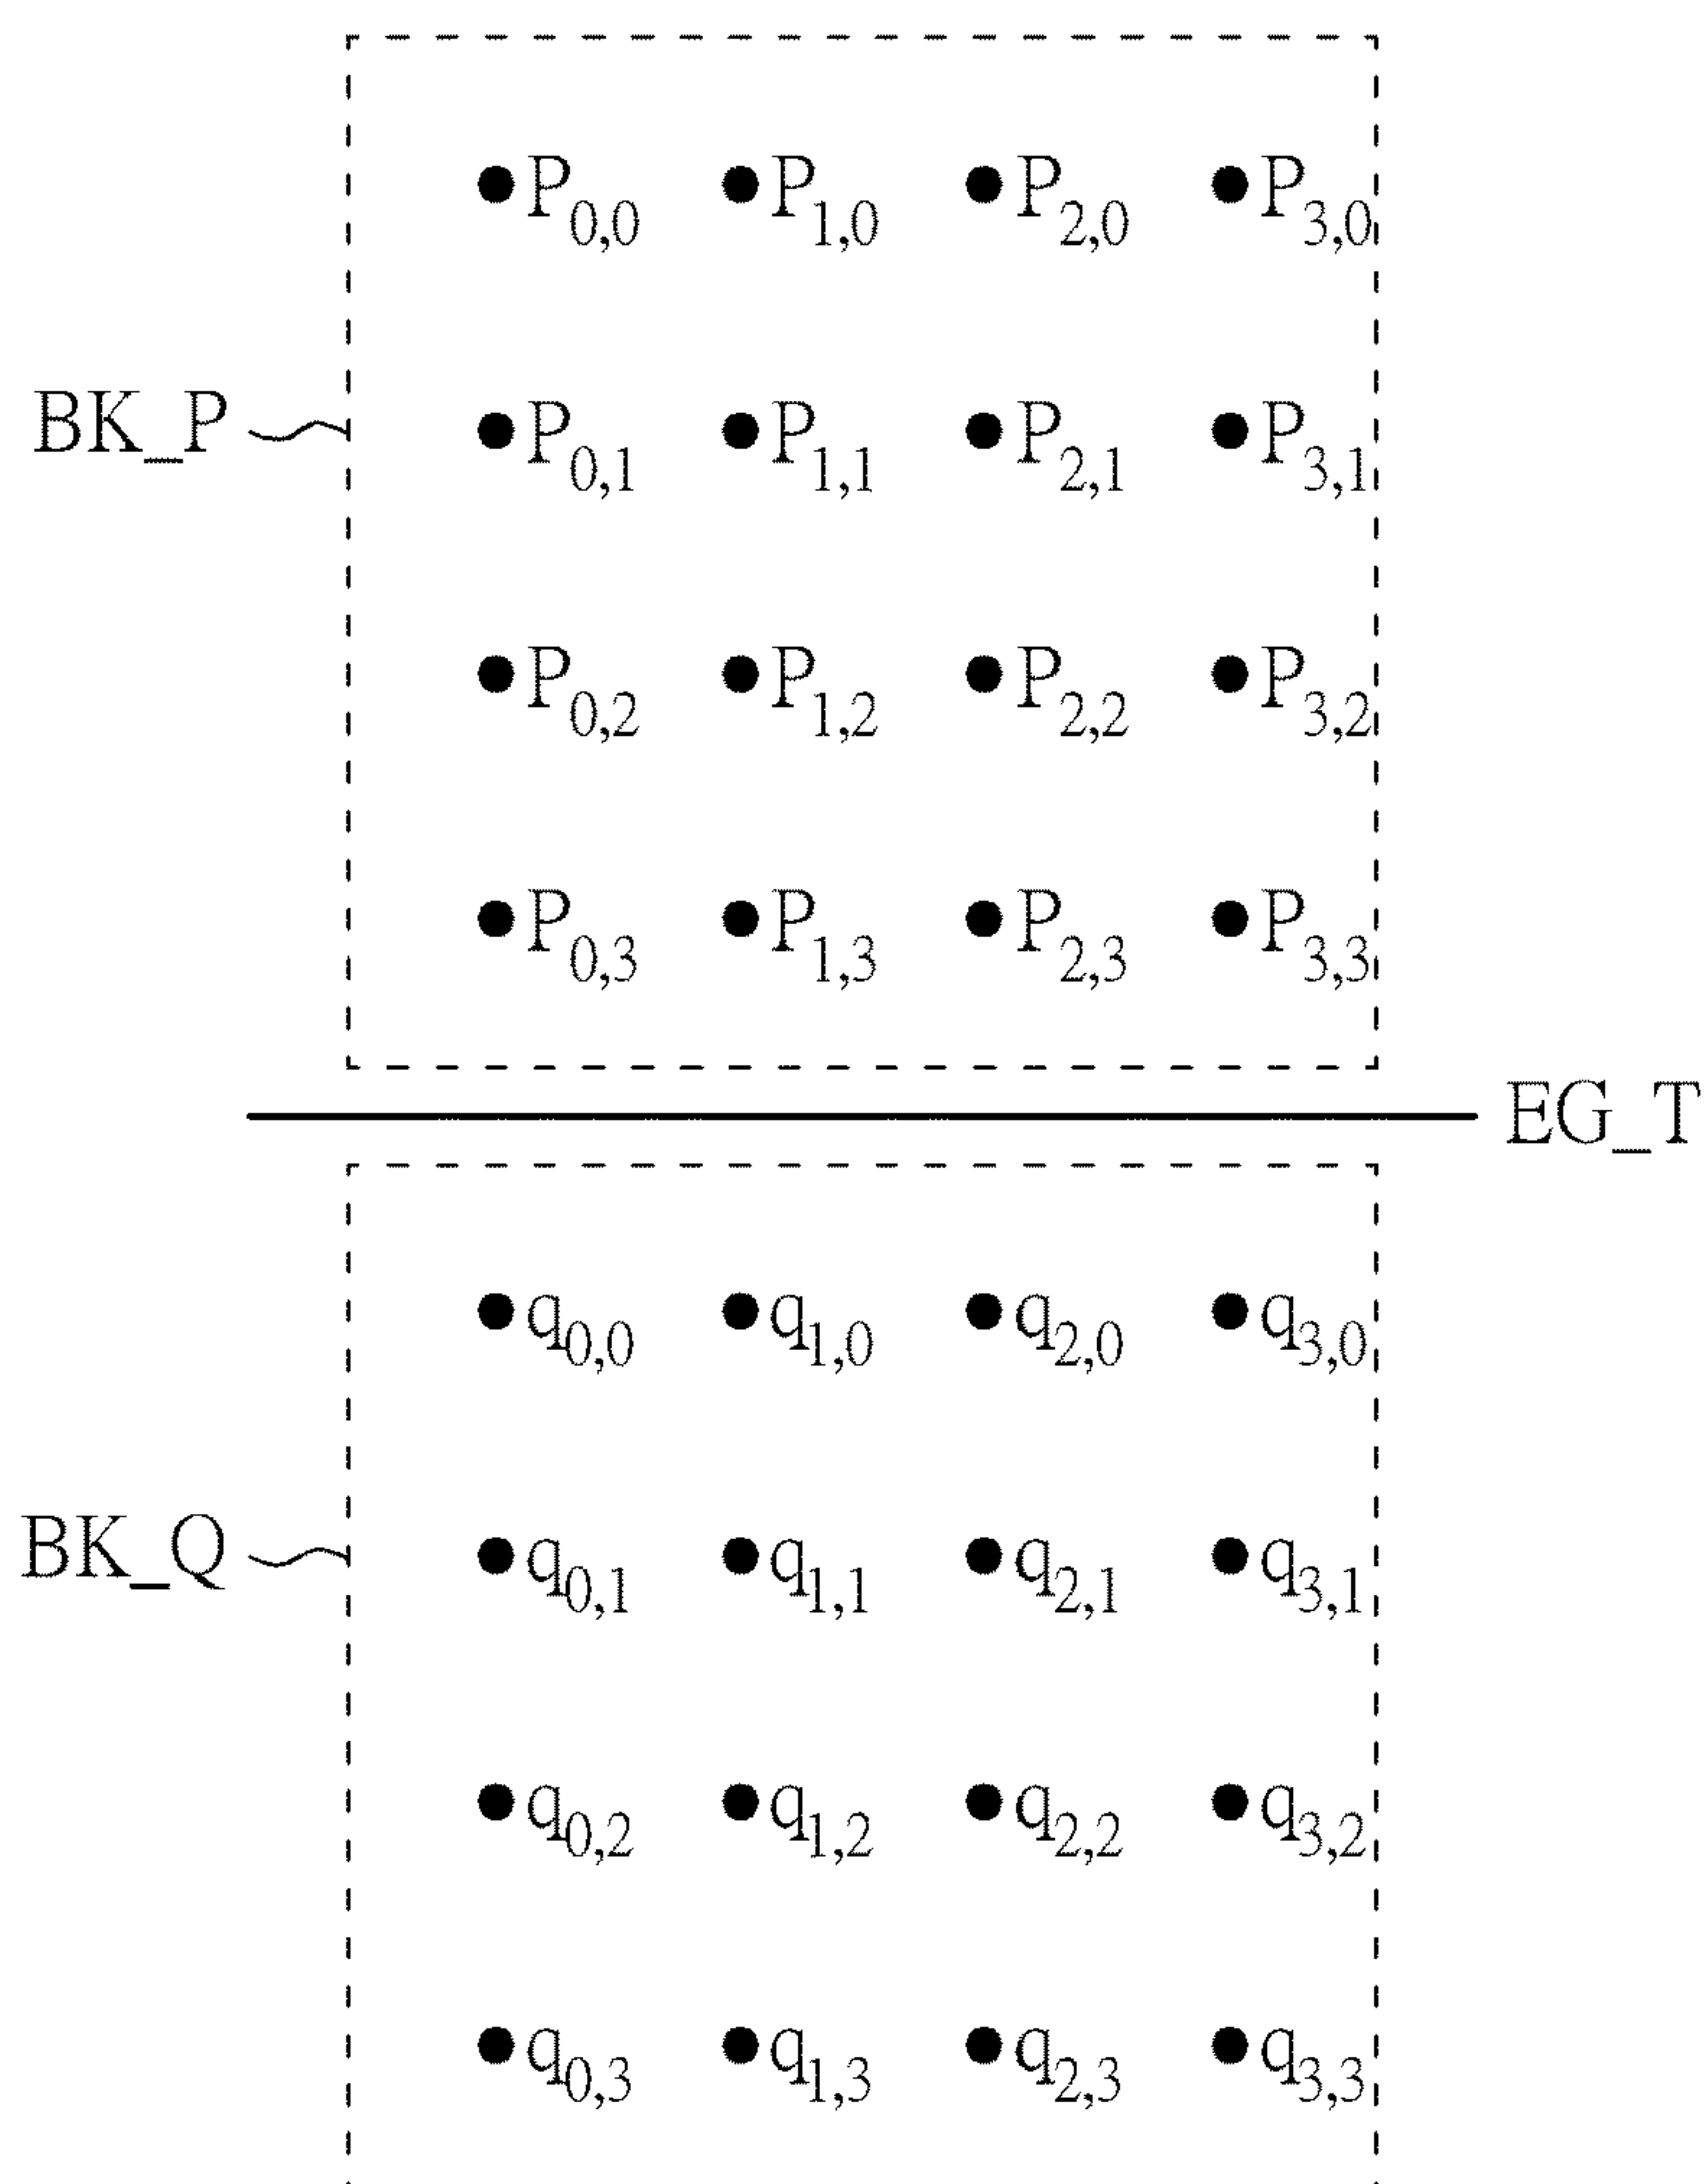 P0,0 P1,0 P2,0 P3,0
BK_P P0,1 P1,1 P2,1 P3,1
P0,2 P1,2 P2,2 P3,2
P0,3 P1,3 P2,3 P3,3
EG_T
q0,0 q1,0 q2,0 q3,0
BK_Q q0,1 q1,1 q2,1 q3,1
q0,2 q1,2 q2,2 q3,2
q0,3 q1,3 q2,3 q3,3